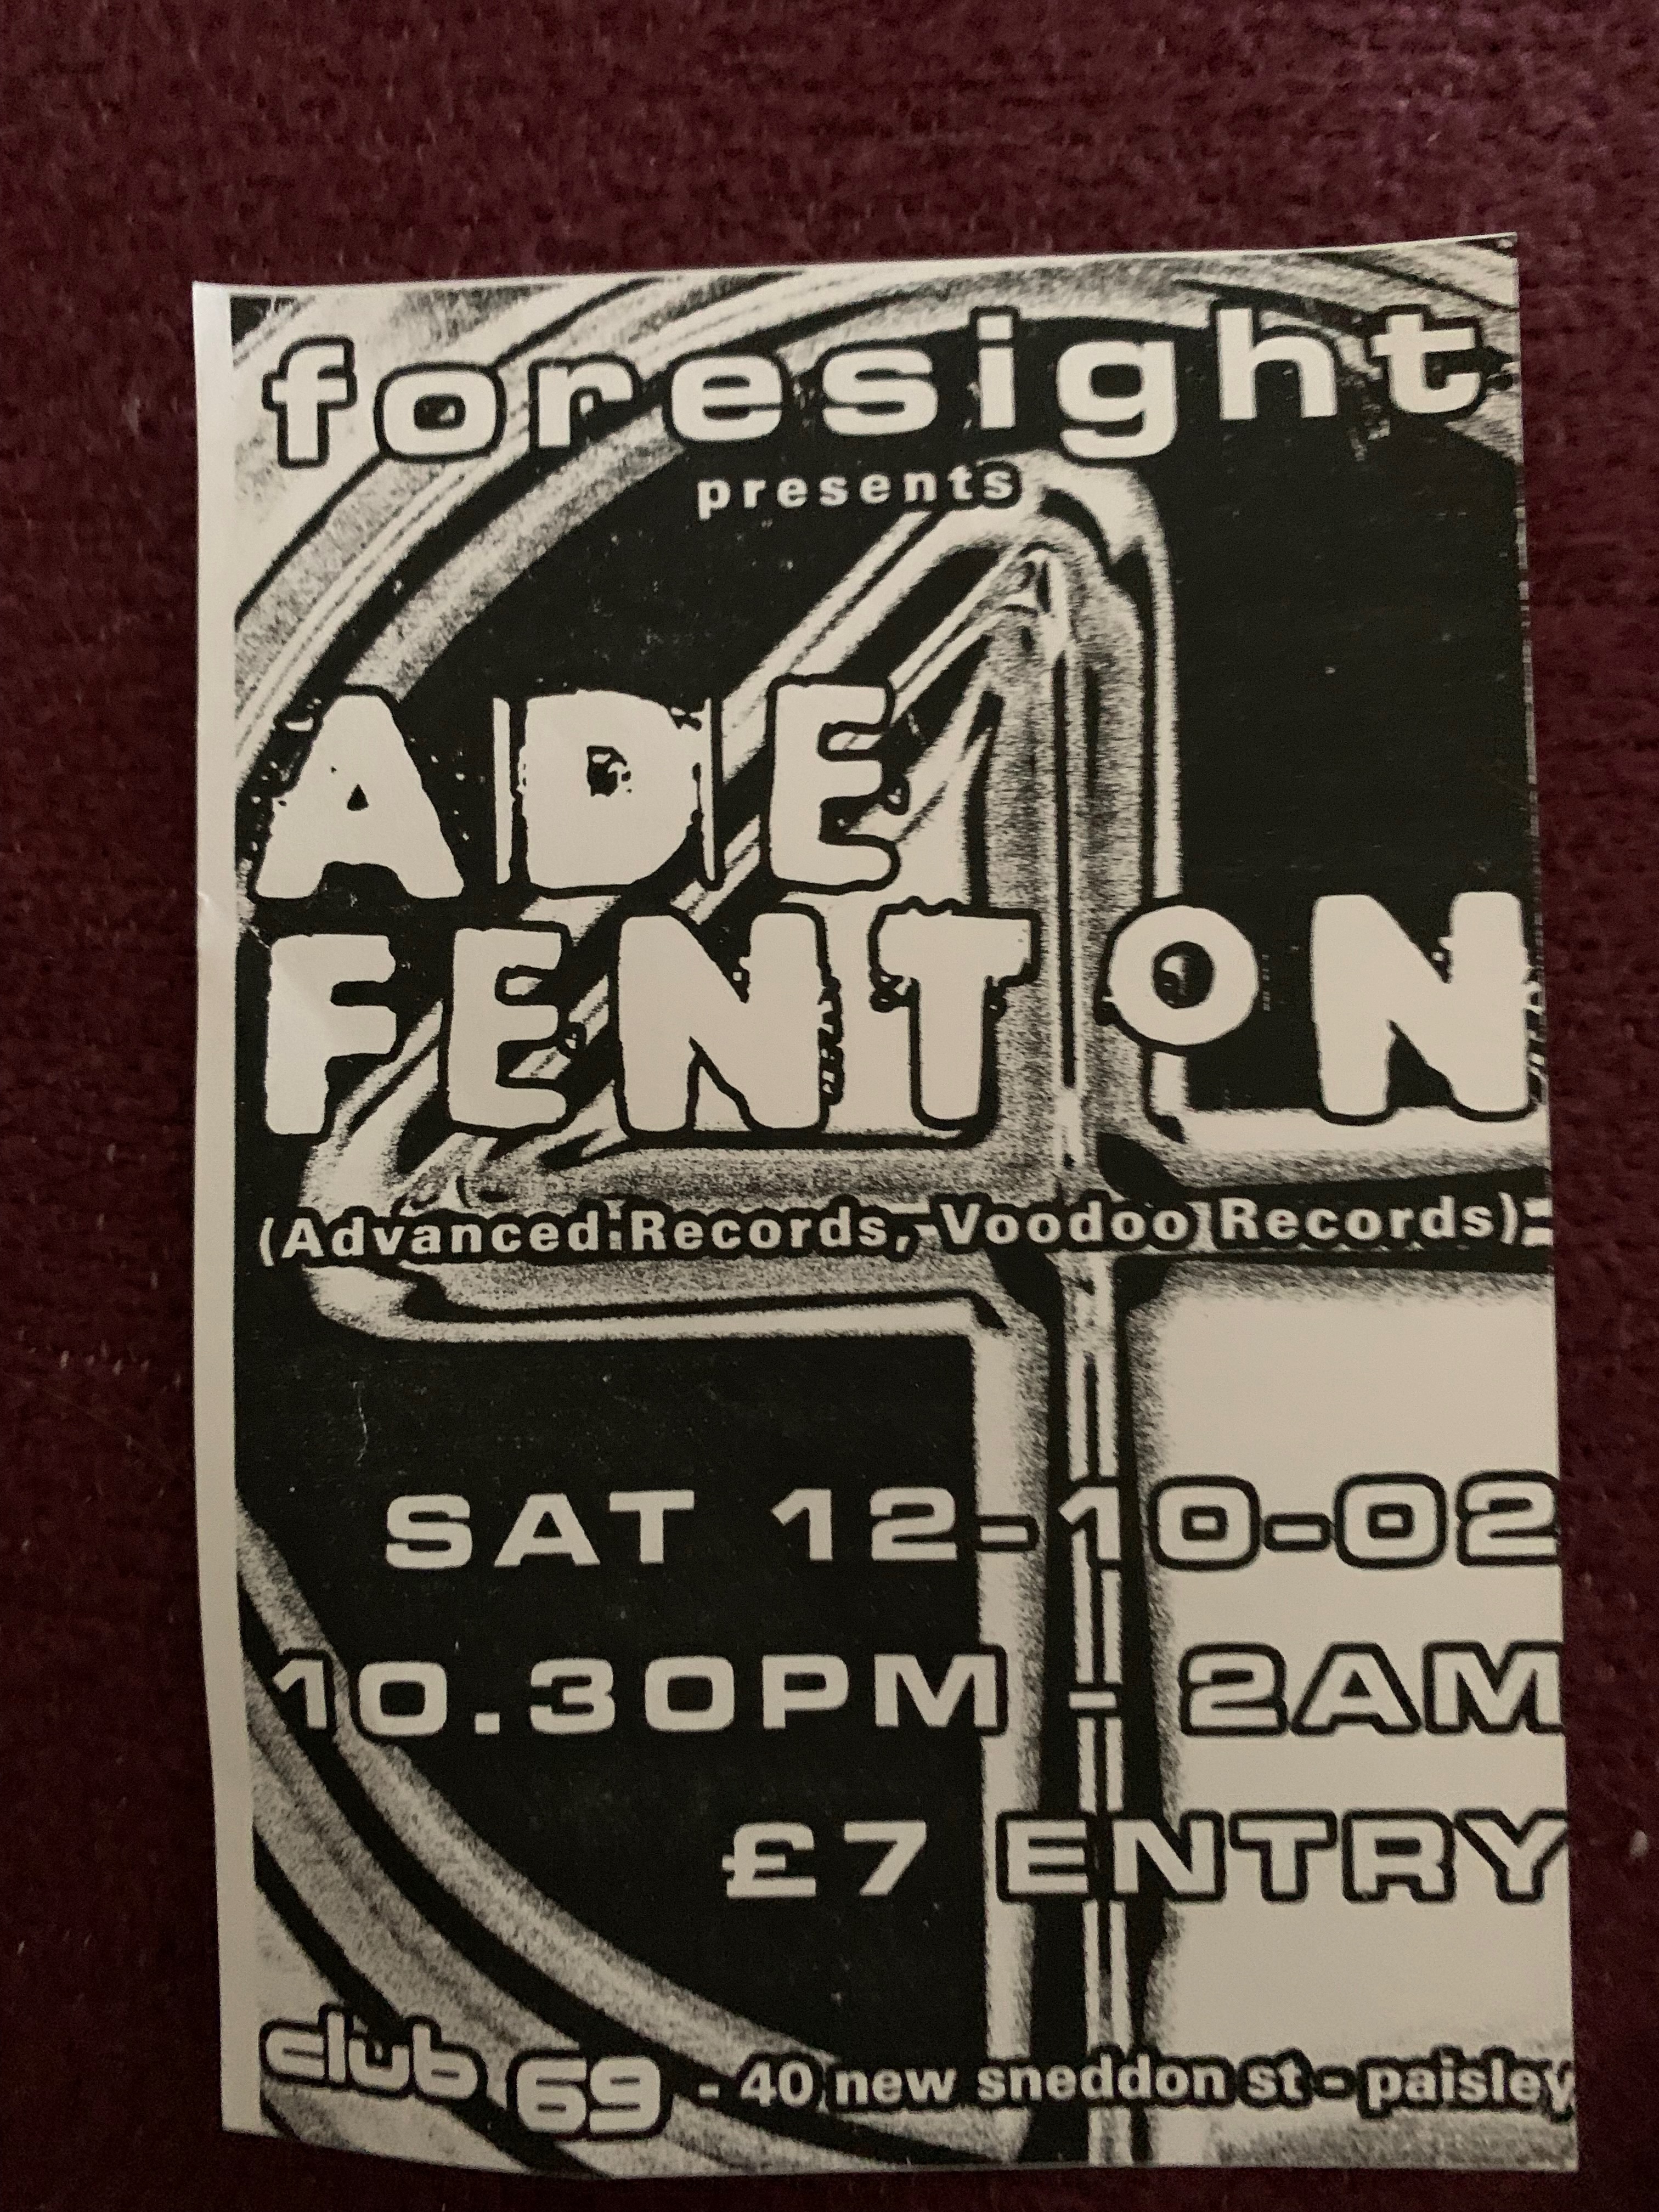 foresight
presents
ADE
FENTON
(Advanced Records, Voodoo Records)
SAT 12-10-02
10.30PM - 2AM
£7 ENTRY
club 69 - 40 new sneddon st - paisley